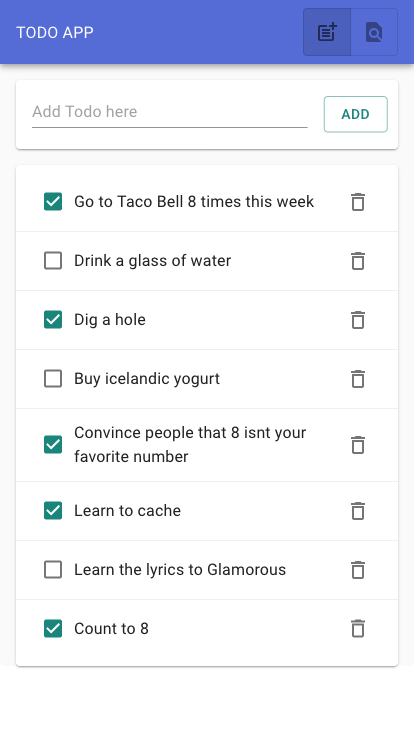 TODO APP
Add Todo here
ADD
Go to Taco Bell 8 times this week
Drink a glass of water
Dig a hole
Buy icelandic yogurt
Convince people that 8 isnt your
favorite number
Learn to cache
Learn the lyrics to Glamorous
Count to 8